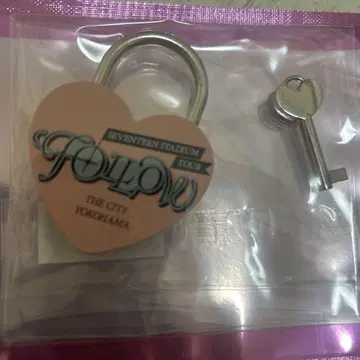 SEVENTEEN STADIUM
TOUR
FOLLOW
THE CITY
YOKOHAMA